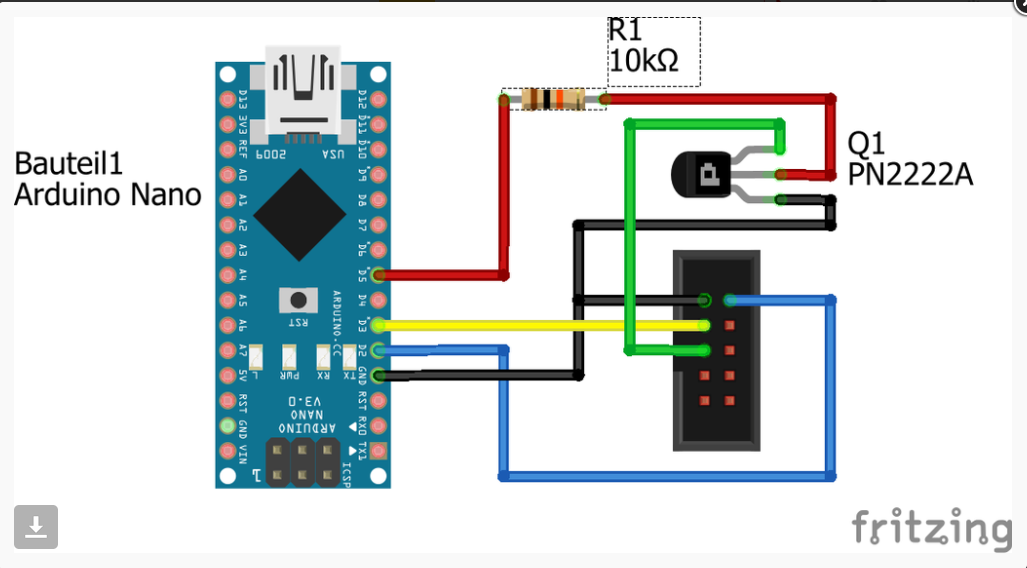 R1
10kΩ
Bauteil1
Arduino Nano
Q1
PN2222A
D13
3V3
REF
A0
A1
A2
A3
A4
A5
A6
A7
5V
RST
GND
VIN
D12
D11
D10
D9
D8
D7
D6
D5
D4
D3
D2
GND
RST
RX0
TX1
USA
2009
RST
ARDUINO.CC
L
PWR
RX
TX
V3.0
NANO
ARDUINO
1
ICSP
P
fritzing